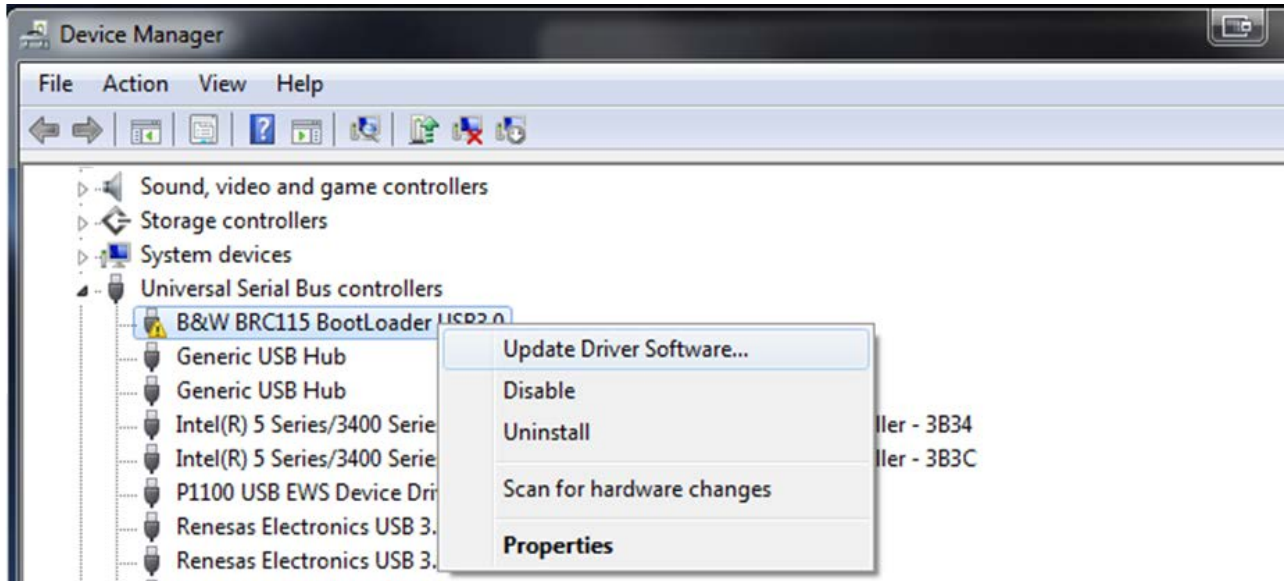 Device Manager
File Action View Help
Sound, video and game controllers
Storage controllers
System devices
Universal Serial Bus controllers
B&W BRC115 BootLoader USB3.0
Generic USB Hub
Generic USB Hub
Intel(R) 5 Series/3400 Serie ller - 3B34
Intel(R) 5 Series/3400 Serie ller - 3B3C
P1100 USB EWS Device Dri
Renesas Electronics USB 3.
Renesas Electronics USB 3.
Update Driver Software...
Disable
Uninstall
Scan for hardware changes
Properties